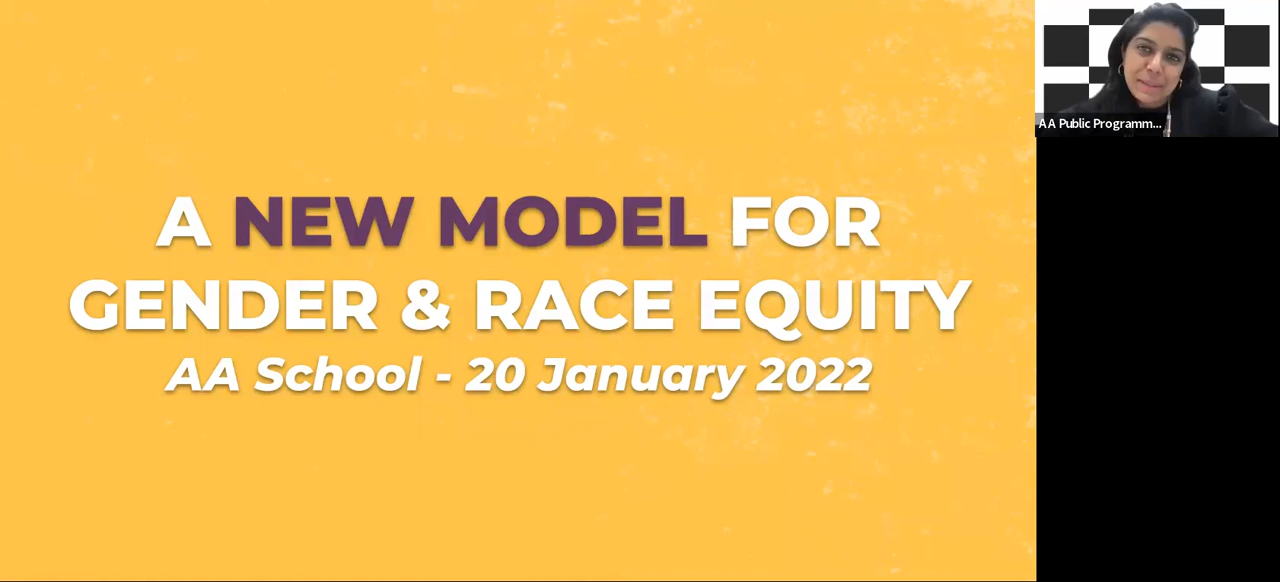 A NEW MODEL FOR
GENDER & RACE EQUITY
AA School - 20 January 2022
AA Public Programm...